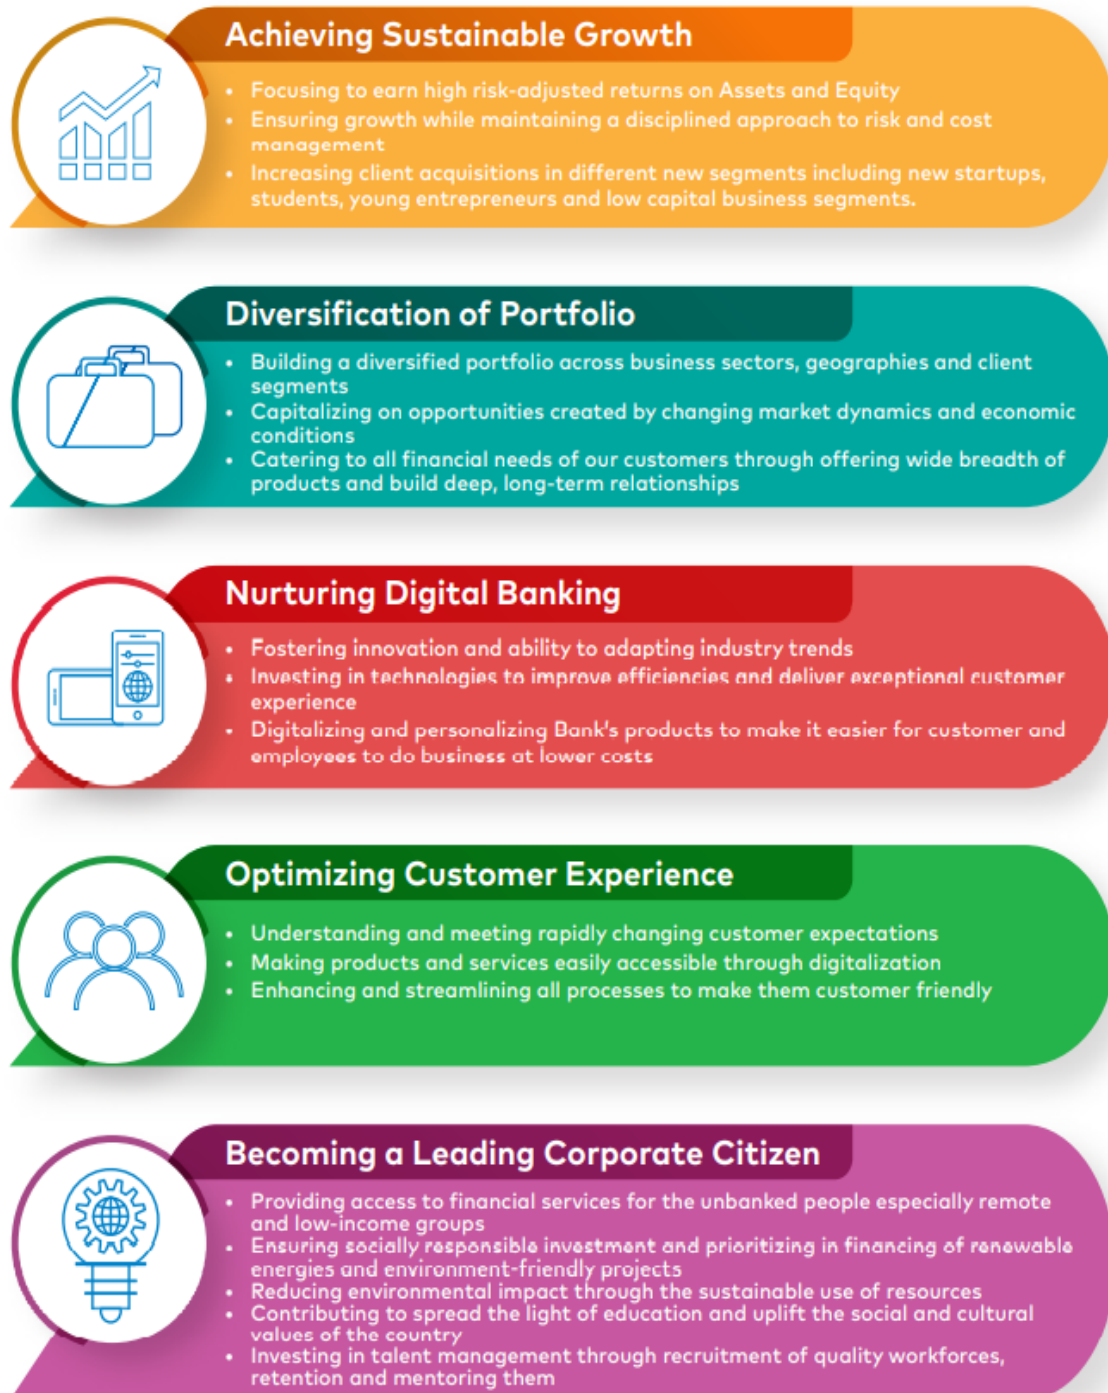 Achieving Sustainable Growth
• Focusing to earn high risk-adjusted returns on Assets and Equity
• Ensuring growth while maintaining a disciplined approach to risk and cost
management
• Increasing client acquisitions in different new segments including new startups,
students, young entrepreneurs and low capital business segments.
Diversification of Portfolio
• Building a diversified portfolio across business sectors, geographies and client
segments
• Capitalizing on opportunities created by changing market dynamics and economic
conditions
• Catering to all financial needs of our customers through offering wide breadth of
products and build deep, long-term relationships
Nurturing Digital Banking
• Fostering innovation and ability to adapting industry trends
• Investing in technologies to improve efficiencies and deliver exceptional customer
experience
• Digitalizing and personalizing Bank's products to make it easier for customer and
employees to do business at lower costs
Optimizing Customer Experience
• Understanding and meeting rapidly changing customer expectations
• Making products and services easily accessible through digitalization
• Enhancing and streamlining all processes to make them customer friendly
Becoming a Leading Corporate Citizen
• Providing access to financial services for the unbanked people especially remote
and low-income groups
• Ensuring socially responsible investment and prioritizing in financing of renewable
energies and environment-friendly projects
• Reducing environmental impact through the sustainable use of resources
• Contributing to spread the light of education and uplift the social and cultural
values of the country
• Investing in talent management through recruitment of quality workforces,
retention and mentoring them